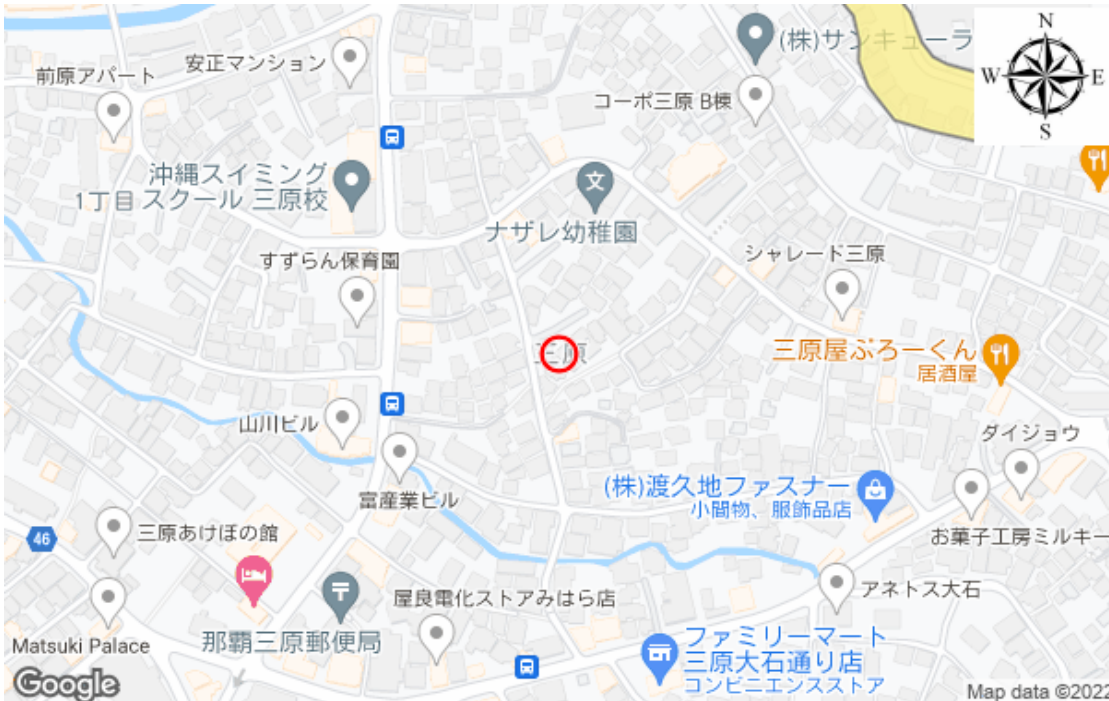 (株)サンキューラ
N
W
E
S
安正マンション
前原アパート
コーポ三原 B棟
沖縄スイミング
スクール 三原校
1丁目
文
ナザレ幼稚園
すずらん保育園
シャレード三原
三原
三原屋ぶろーくん
居酒屋
山川ビル
ダイジョウ
富産業ビル
(株)渡久地ファスナー
小間物、服飾品店
46
三原あけぼの館
お菓子工房ミルキー
アネトス大石
屋良電化ストアみはら店
那覇三原郵便局
Matsuki Palace
ファミリーマート
三原大石通り店
コンビニエンスストア
Google
Map data ©2022